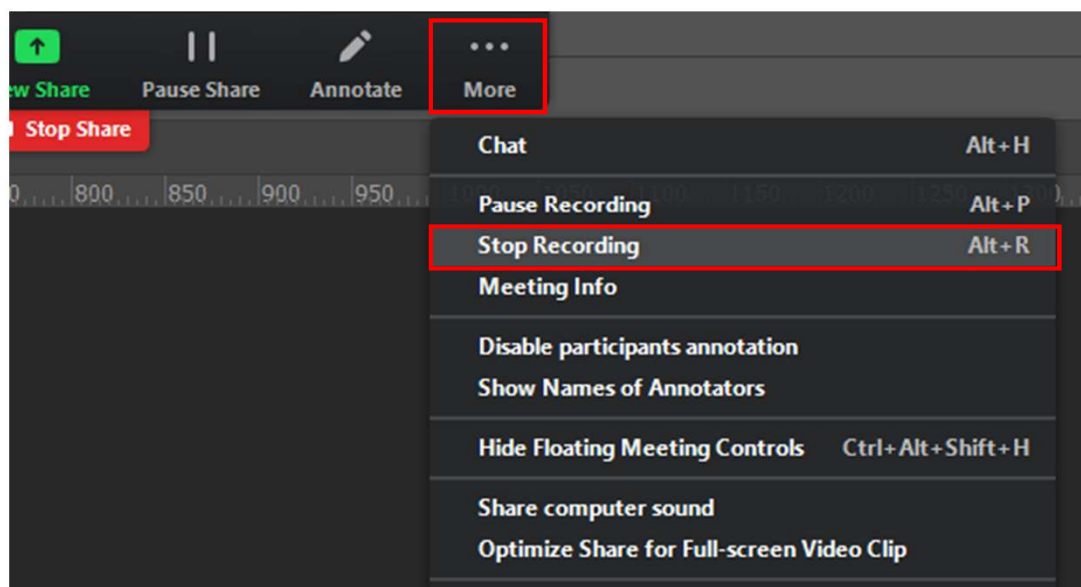 ew Share Pause Share Annotate More
Stop Share
Chat Alt+H
800 850 900 950
Pause Recording Alt+P
Stop Recording Alt+R
Meeting Info
Disable participants annotation
Show Names of Annotators
Hide Floating Meeting Controls Ctrl+Alt+Shift+H
Share computer sound
Optimize Share for Full-screen Video Clip